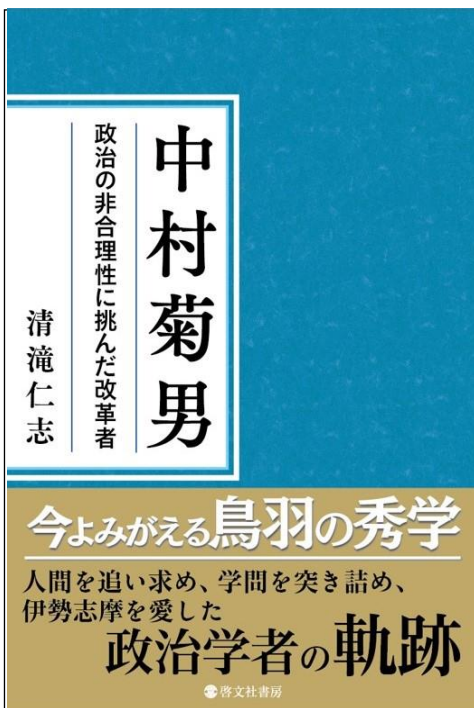 中村菊男
政治の非合理性に挑んだ改革者
清滝仁志
今よみがえる鳥羽の秀学
人間を追い求め、学問を突き詰め、
伊勢志摩を愛した
政治学者の軌跡
啓文社書房